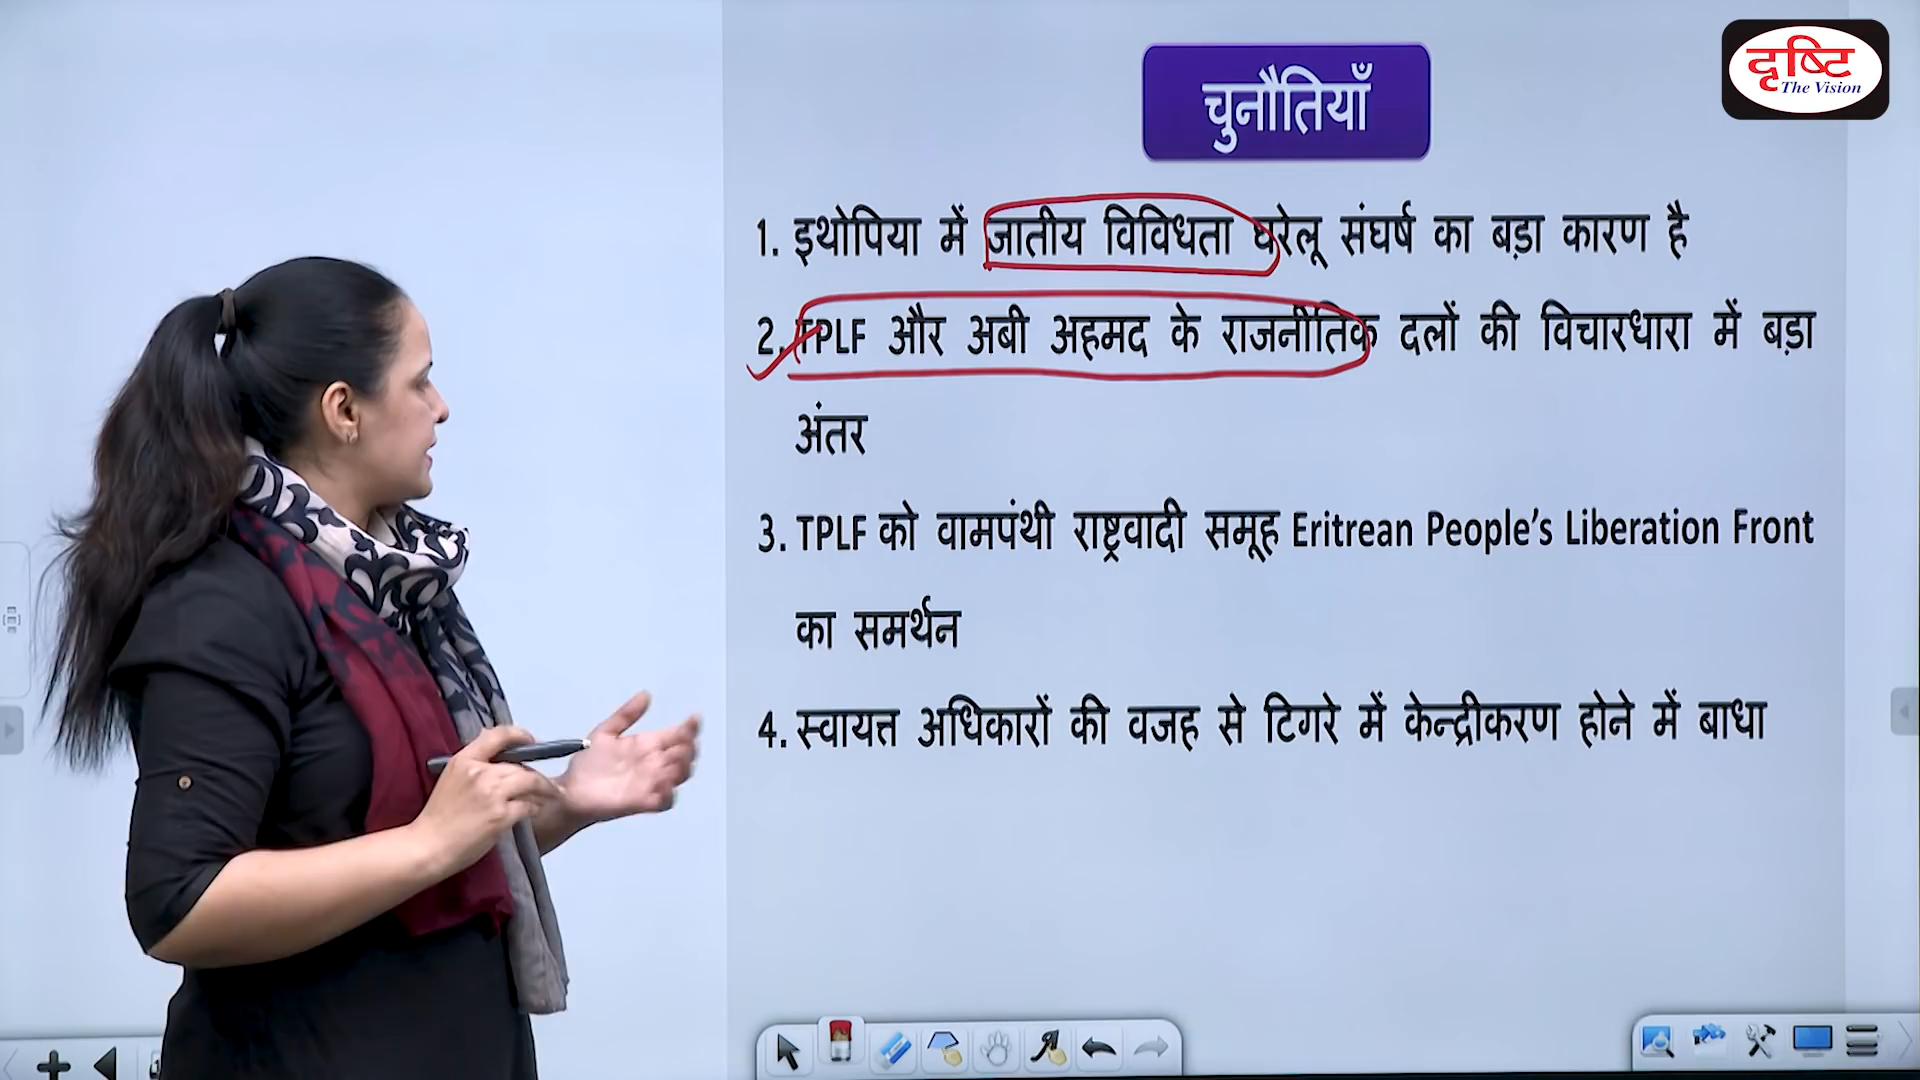 दृष्टि
The Vision
चुनौतियाँ
1. इथोपिया में जातीय विविधता घरेलू संघर्ष का बड़ा कारण है
2. TPLF और अबी अहमद के राजनीतिक दलों की विचारधारा में बड़ा
अंतर
3. TPLF को वामपंथी राष्ट्रवादी समूह Eritrean People’s Liberation Front
का समर्थन
4. स्वायत्त अधिकारों की वजह से टिगरे में केन्द्रीकरण होने में बाधा